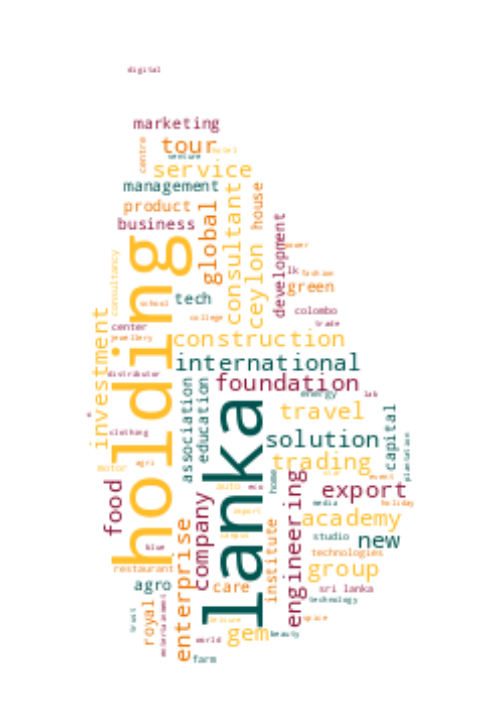 digital
marketing
centre
tour
hotel
venture
service
management
product
business
global
consultant
house
ceylon
development
power
lk
fashion
green
consultancy
school
tech
college
colombo
trade
center
jewellery
investment
holding
construction
international
distributor
foundation
association
education
lanka
energy
lab
travel
capital
clothing
solution
plantation
motor
agri
trading
food
company
home
auto
eco
event
export
holiday
media
import
academy
engineering
institute
enterprise
campus
studio
new
blue
technologies
restaurant
group
agro
care
sri lanka
technology
trust
royal
entertainment
leisure
spice
world
gem
beauty
farm